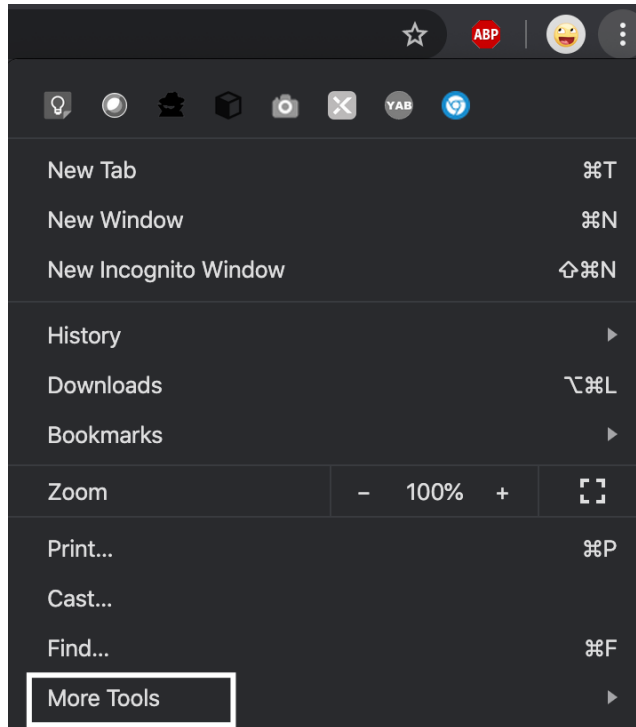 ABP
YAB
New Tab ⌘T
New Window ⌘N
New Incognito Window ⇧⌘N
History
Downloads ⌥⌘L
Bookmarks
Zoom - 100% +
Print... ⌘P
Cast...
Find... ⌘F
More Tools